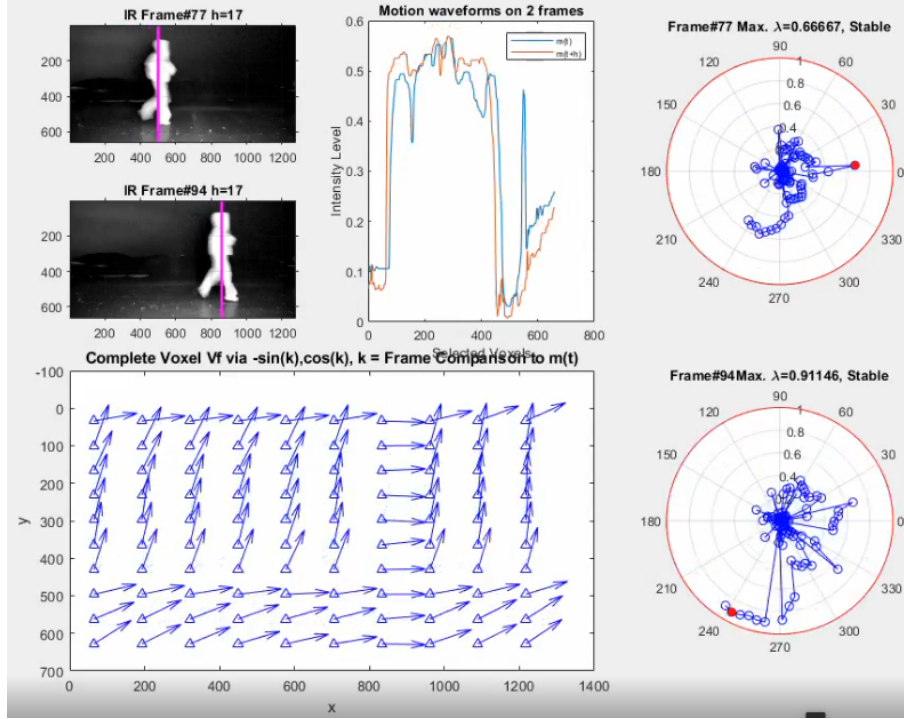 IR Frame#77 h=17
200
400
600
200 400 600 800 1000 1200
IR Frame#94 h=17
200
400
600
200 400 600 800 1000 1200
Motion waveforms on 2 frames
m(t)
m(t+h)
Intensity Level
0.6
0.5
0.4
0.3
0.2
0.1
0
0 200 400 600 800
Selected Voxels
Frame#77 Max. λ=0.66667, Stable
90
120 60
150 30
180 0
210 330
240 300
270
1
0.8
0.6
0.4
Complete Voxel Vf via -sin(k),cos(k), k = Frame Comparison to m(t)
-100
0
100
200
300
400
500
600
700
y
0 200 400 600 800 1000 1200 1400
x
Frame#94Max. λ=0.91146, Stable
90
120 60
150 30
180 0
210 330
240 300
270
1
0.8
0.6
0.4